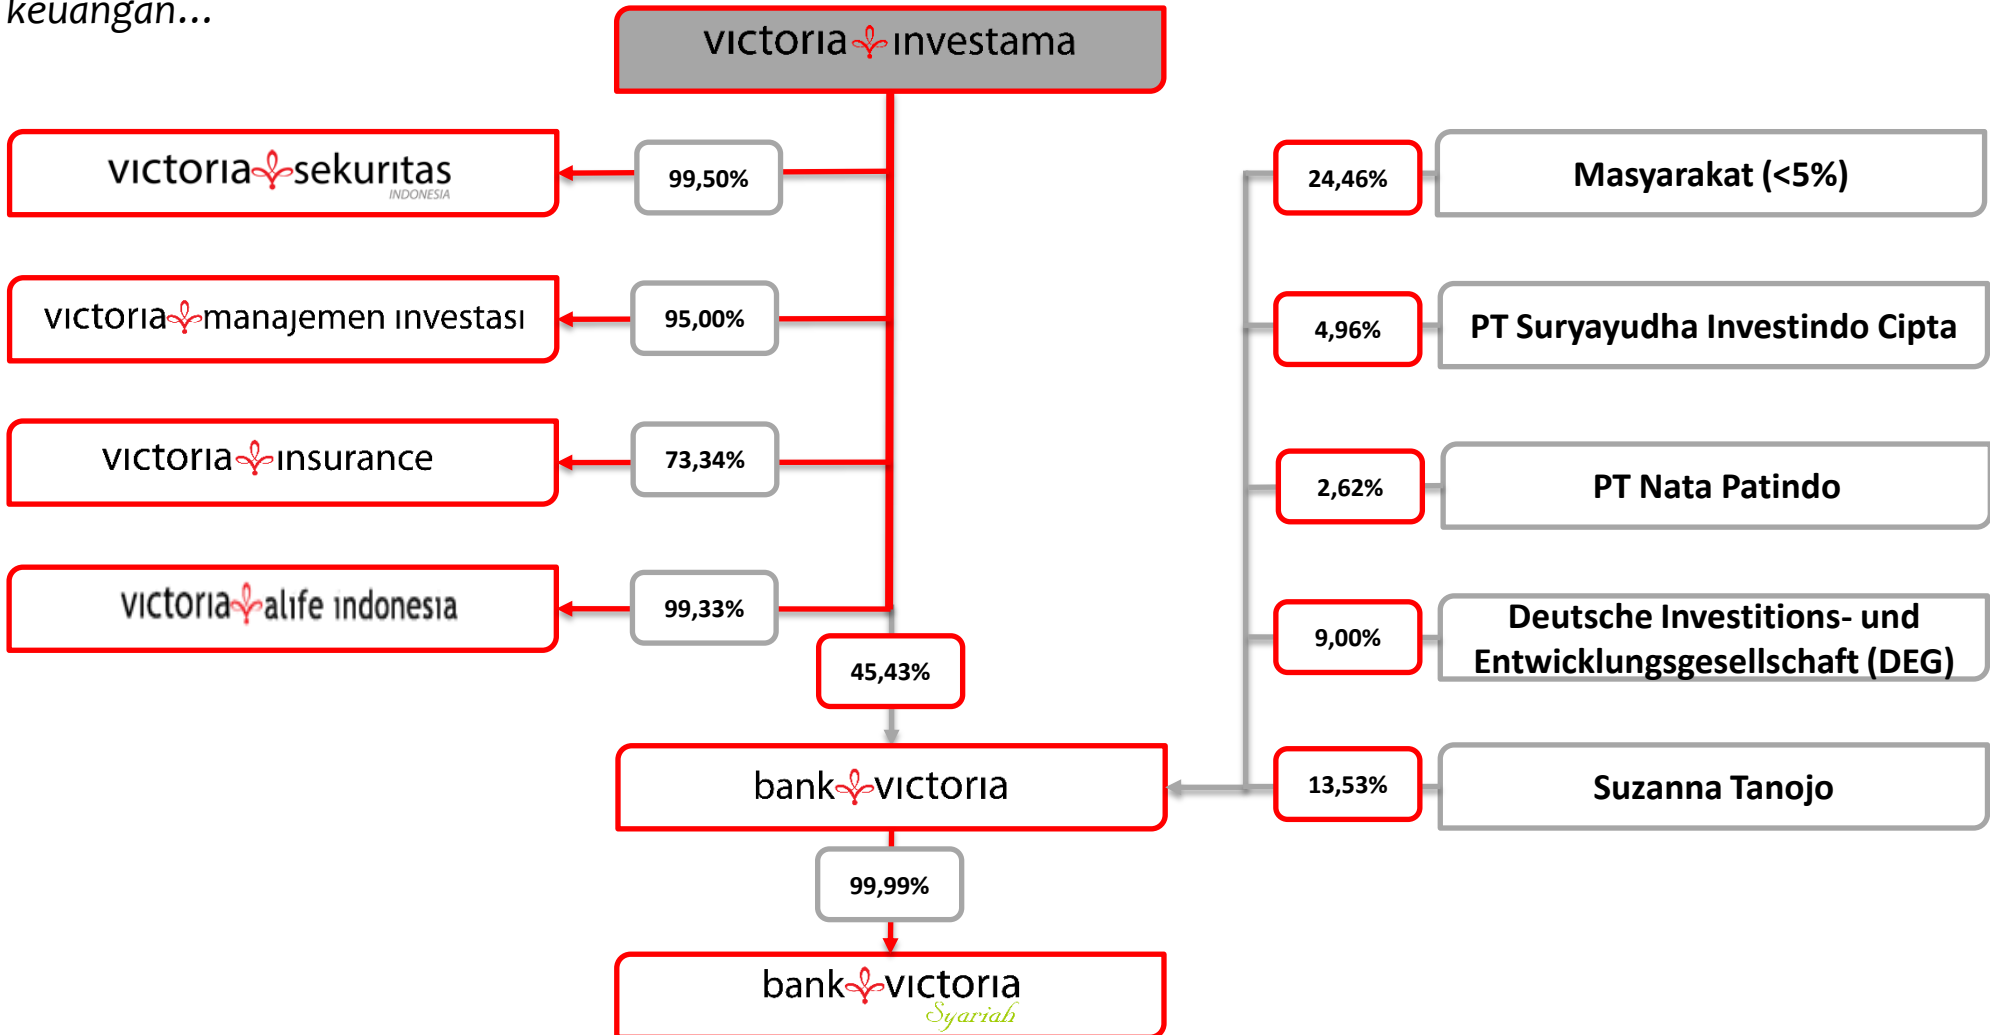 keuangan...
victoria investama
victoria sekuritas
INDONESIA
99,50%
24,46%
Masyarakat (<5%)
victoria manajemen investasi
95,00%
4,96%
PT Suryayudha Investindo Cipta
victoria insurance
73,34%
2,62%
PT Nata Patindo
victoria alife indonesia
99,33%
9,00%
Deutsche Investitions- und
Entwicklungsgesellschaft (DEG)
45,43%
bank victoria
13,53%
Suzanna Tanojo
99,99%
bank victoria
Syariah